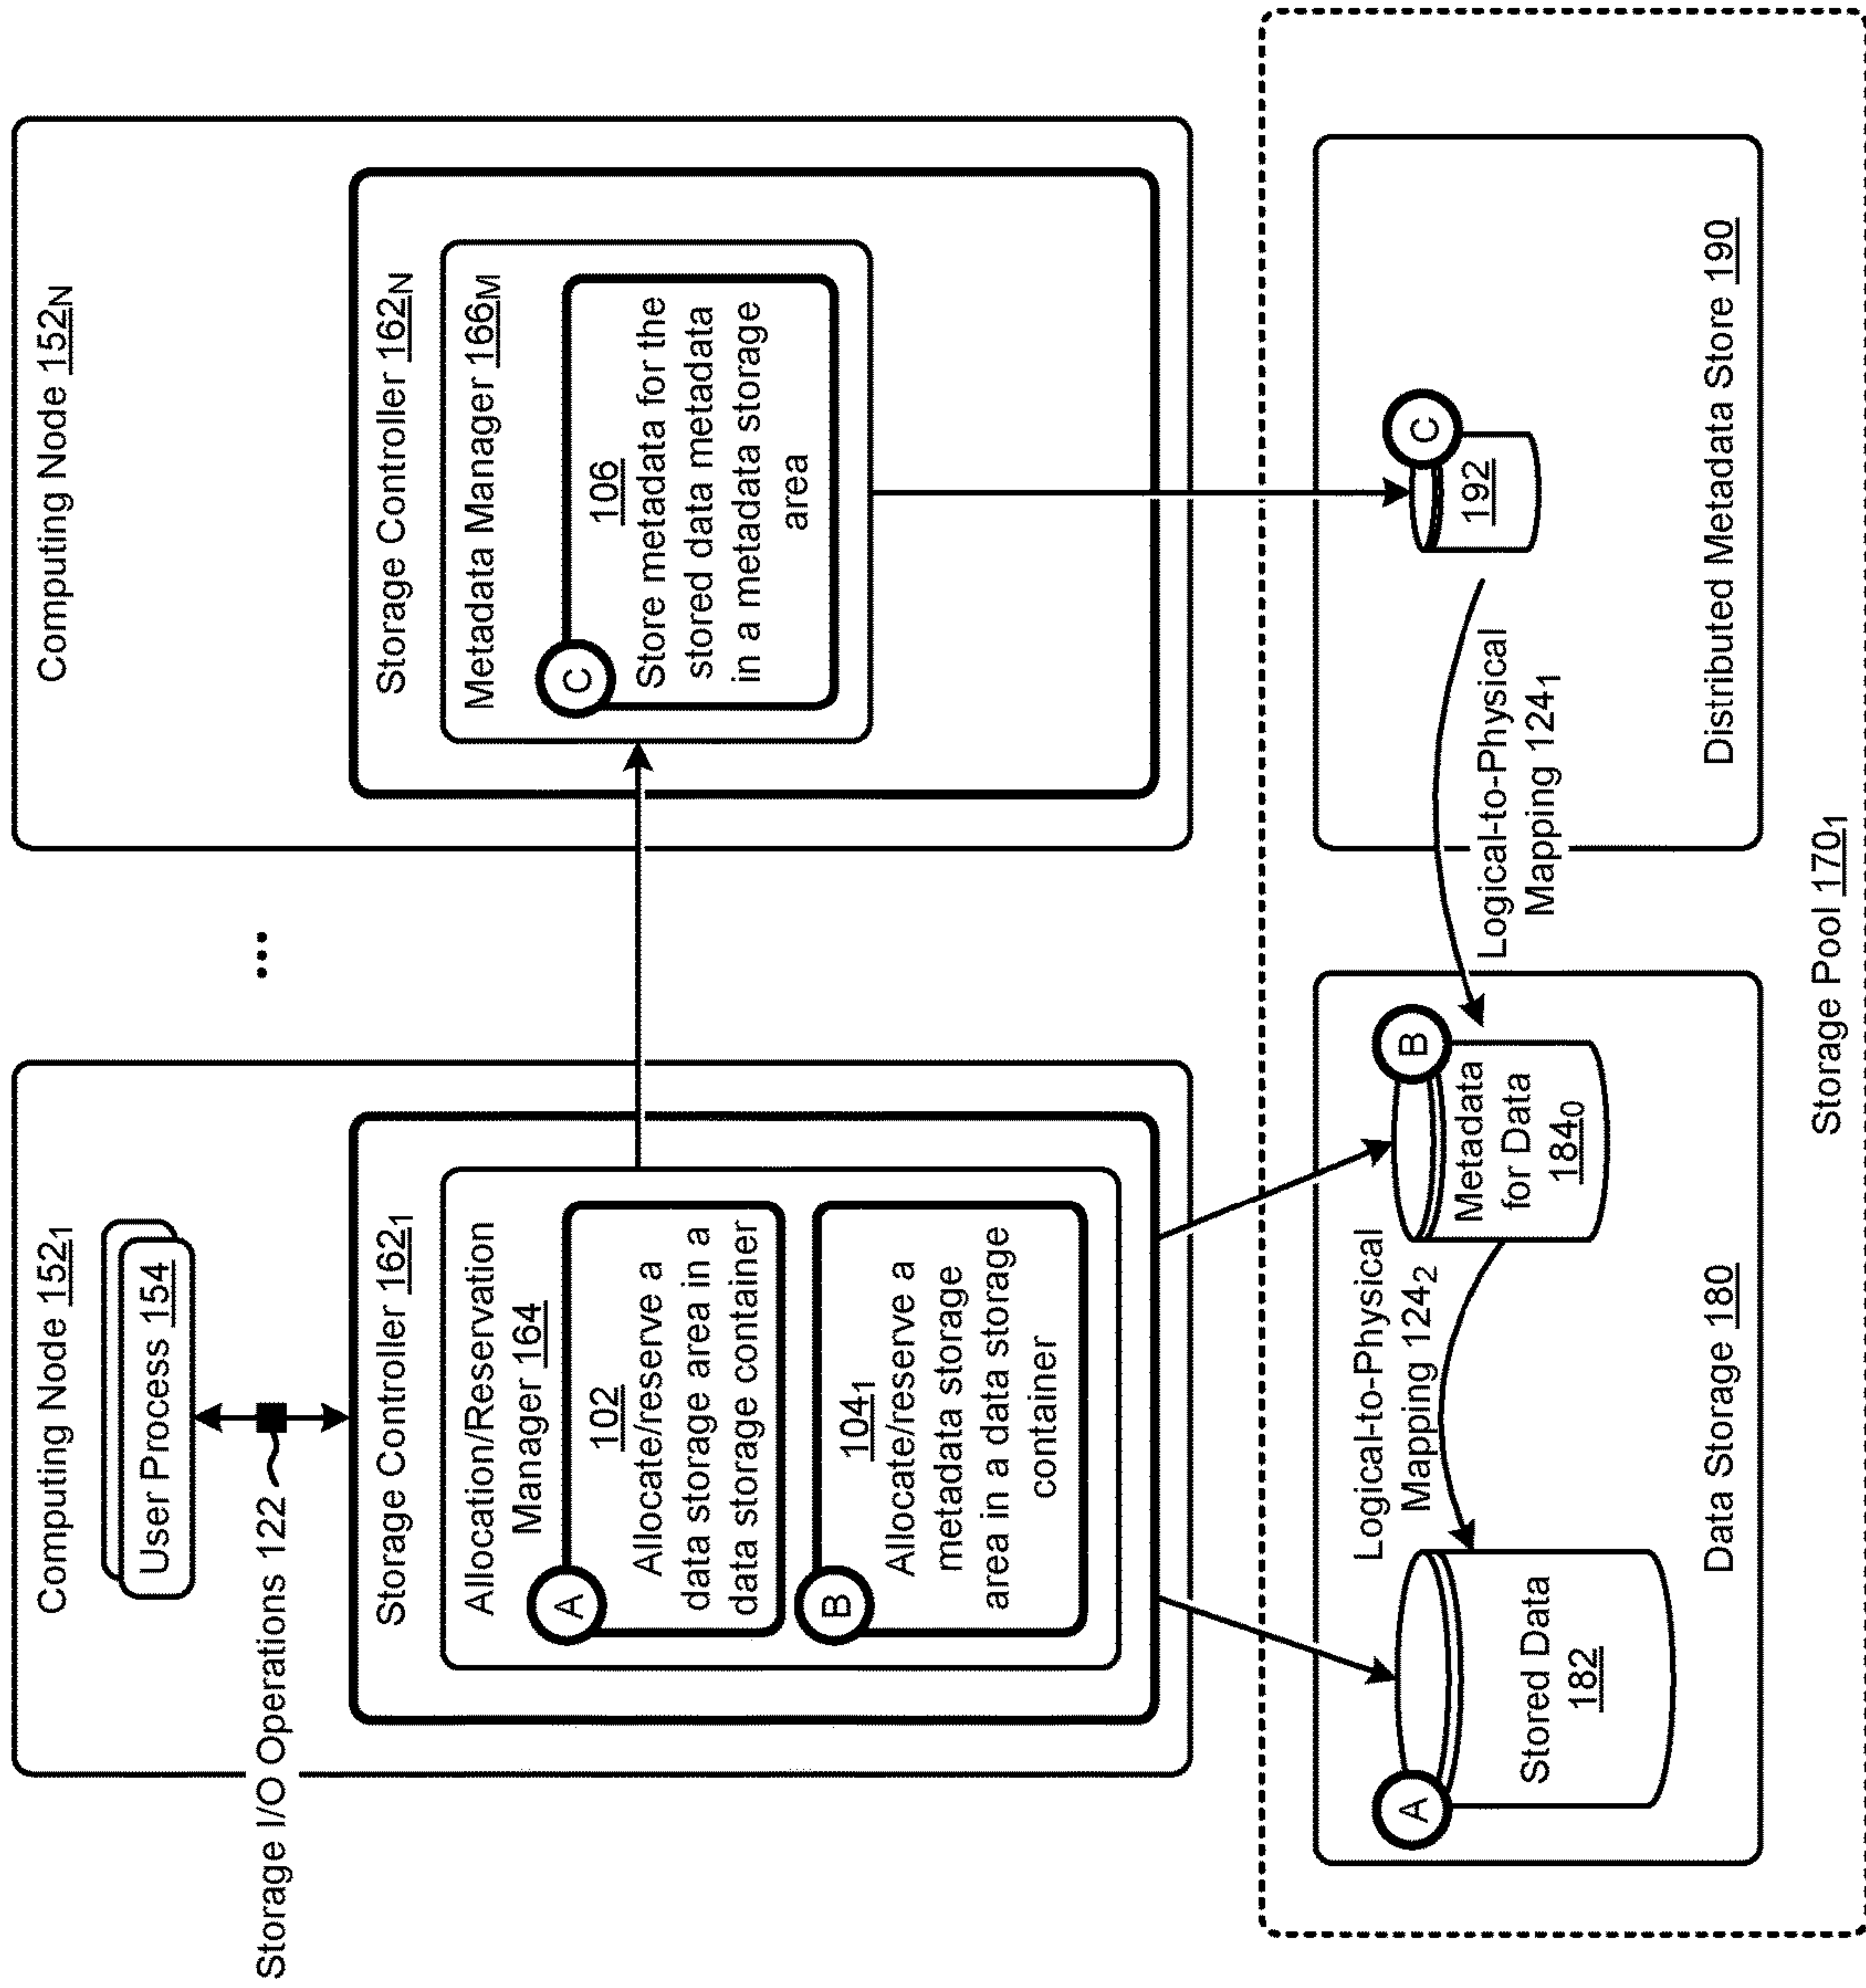 Computing Node 152₁
User Process 154
Storage I/O Operations 122
Storage Controller 162₁
Allocation/Reservation
Manager 164
A
102
Allocate/reserve a
data storage area in a
data storage container
B
104₁
Allocate/reserve a
metadata storage
area in a data storage
container
...
Computing Node 152N
Storage Controller 162N
Metadata Manager 166M
C
106
Store metadata for the
stored data metadata
in a metadata storage
area
A
Stored Data
182
Logical-to-Physical
Mapping 124₂
B
Metadata
for Data
184₀
Data Storage 180
Logical-to-Physical
Mapping 124₁
C
192
Distributed Metadata Store 190
Storage Pool 170₁